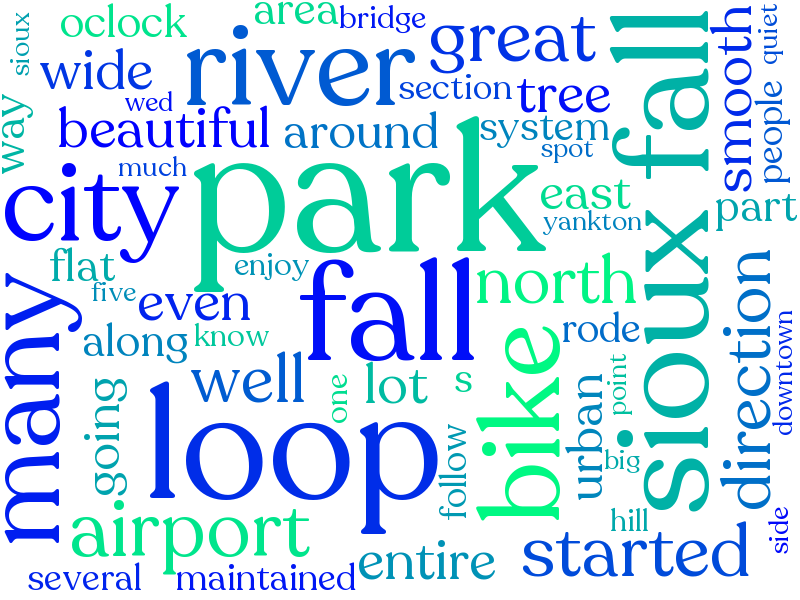 sioux
oclock
area
bridge
great
smooth
quiet
wide
river
section
tree
sioux fall
people
way
wed
beautiful
around
system
spot
much
city
park
east
yankton
part
flat
enjoy
fall
north
direction
downtown
five
even
along
know
rode
many
well
lot
s
bike
urban
point
going
one
loop
follow
big
hill
side
airport
entire
started
several
maintained